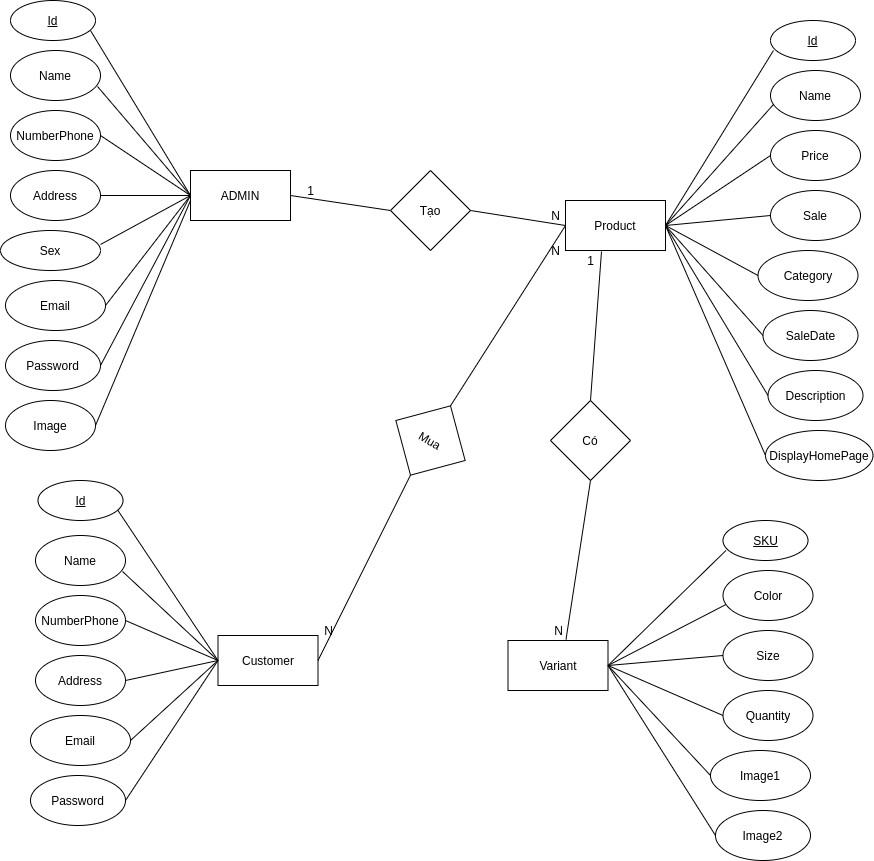 Id
Name
NumberPhone
Address
Sex
Email
Password
Image
ADMIN
1
Tạo
N
Product
N
1
Id
Name
Price
Sale
Category
SaleDate
Description
DisplayHomePage
Mua
Có
Id
Name
NumberPhone
Address
Email
Password
Customer
N
N
Variant
SKU
Color
Size
Quantity
Image1
Image2